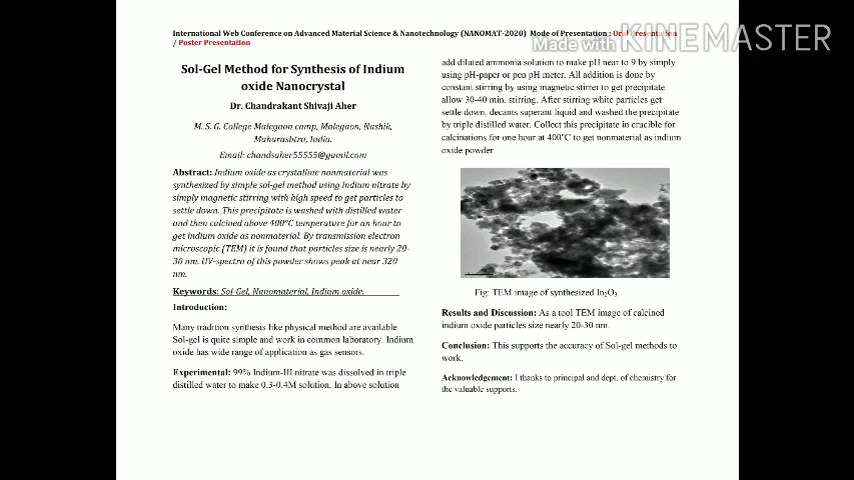 International Web Conference on Advanced Material Science & Nanotechnology (NANOMAT-2020) Mode of Presentation : Oral Presentation
/ Poster Presentation
Made with KINEMASTER
Sol-Gel Method for Synthesis of Indium
oxide Nanocrystal
Dr. Chandrakant Shivaji Aher
M. S. G. College Malegaon camp, Malegaon, Nashik,
Maharashtra, India.
Email: chandsaher55555@gamil.com
Abstract: Indium oxide as crystalline nonmaterial was
synthesized by simple sol-gel method using Indium nitrate by
simply magnetic stirring with high speed to get particles to
settle down. This precipitate is washed with distilled water
and then calcined above 400°C temperature for an hour to
get indium oxide as nonmaterial. By transmission electron
microscopic (TEM) it is found that particles size is nearly 20-
30 nm. UV-spectra of this powder shows peak at near 320
nm.
Keywords: Sol-Gel, Nanomaterial, Indium oxide.
Introduction:
Many tradition synthesis like physical method are available.
Sol-gel is quite simple and work in common laboratory. Indium
oxide has wide range of application as gas sensors.
Experimental: 99% Indium-III nitrate was dissolved in triple
distilled water to make 0.3-0.4M solution. In above solution
add diluted ammonia solution to make pH near to 9 by simply
using pH-paper or pen pH meter. All addition is done by
constant stirring by using magnetic stirrer to get precipitate
allow 30-40 min. stirring. After stirring white particles get
settle down, decants superant liquid and washed the precipitate
by triple distilled water. Collect this precipitate in crucible for
calcinations for one hour at 400°C to get nonmaterial as indium
oxide powder.
Fig: TEM image of synthesized In₂O₃
Results and Discussion: As a tool TEM image of calcined
indium oxide particles size nearly 20-30 nm.
Conclusion: This supports the accuracy of Sol-gel methods to
work.
Acknowledgement: I thanks to principal and dept. of chemistry for
the valuable supports.